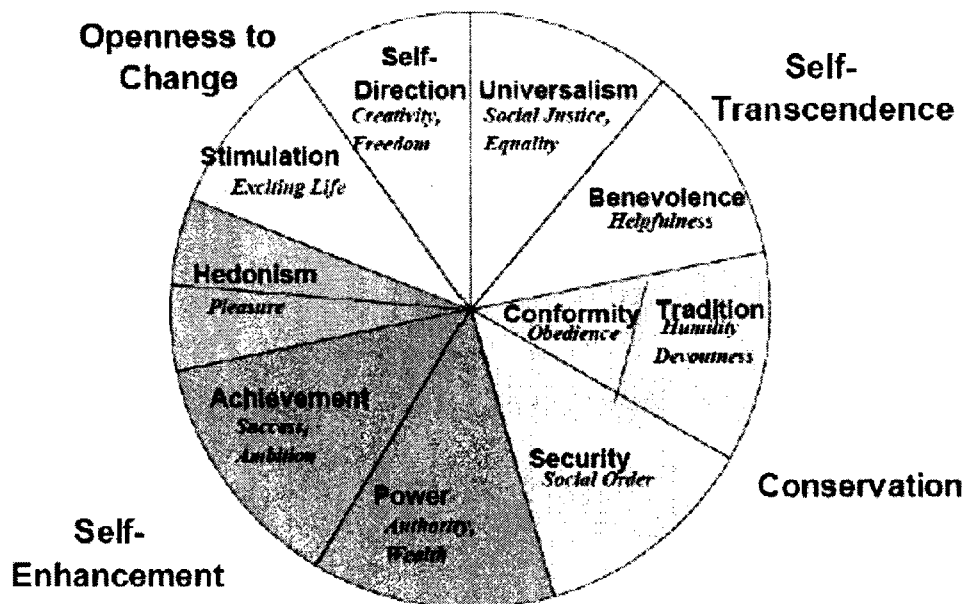 Openness to
Change
Self-
Direction
Creativity,
Freedom
Universalism
Social Justice,
Equality
Self-
Transcendence
Stimulation
Exciting Life
Benevolence
Helpfulness
Hedonism
Pleasure
Conformity
Obedience
Tradition
Humility
Devoutness
Achievement
Success,
Ambition
Security
Social Order
Power
Authority,
Wealth
Conservation
Self-
Enhancement